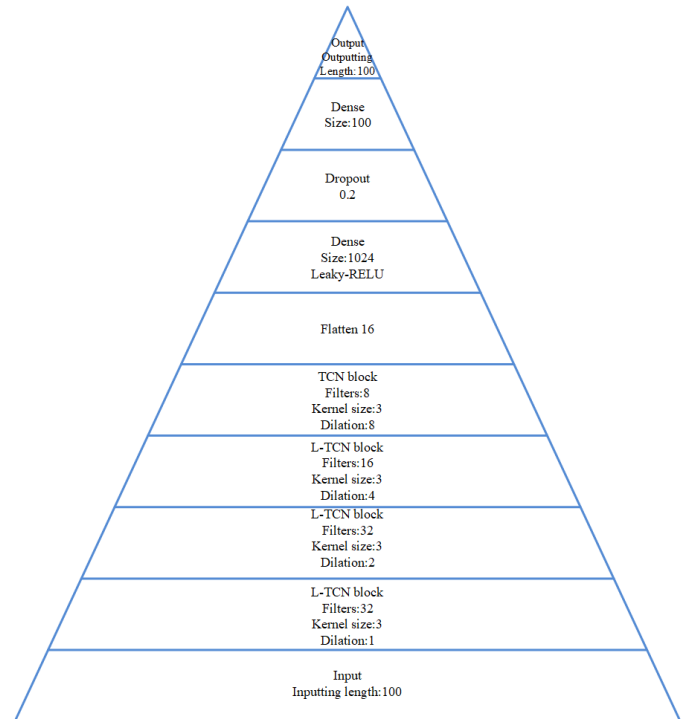 Output
Outputting
Length:100
Dense
Size:100
Dropout
0.2
Dense
Size:1024
Leaky-RELU
Flatten 16
TCN block
Filters:8
Kernel size:3
Dilation:8
L-TCN block
Filters:16
Kernel size:3
Dilation:4
L-TCN block
Filters:32
Kernel size:3
Dilation:2
L-TCN block
Filters:32
Kernel size:3
Dilation:1
Input
Inputting length:100